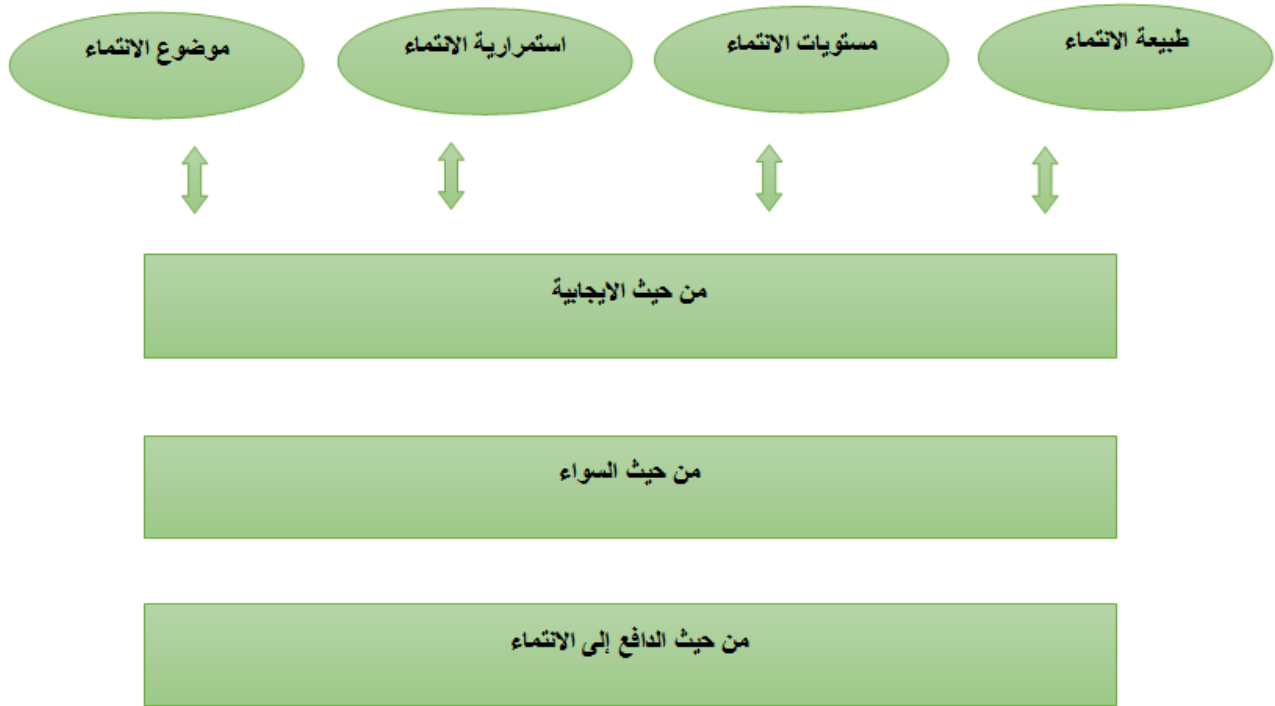 طبيعة الانتماء
مستويات الانتماء
استمرارية الانتماء
موضوع الانتماء
من حيث الايجابية
من حيث السواء
من حيث الدافع إلى الانتماء